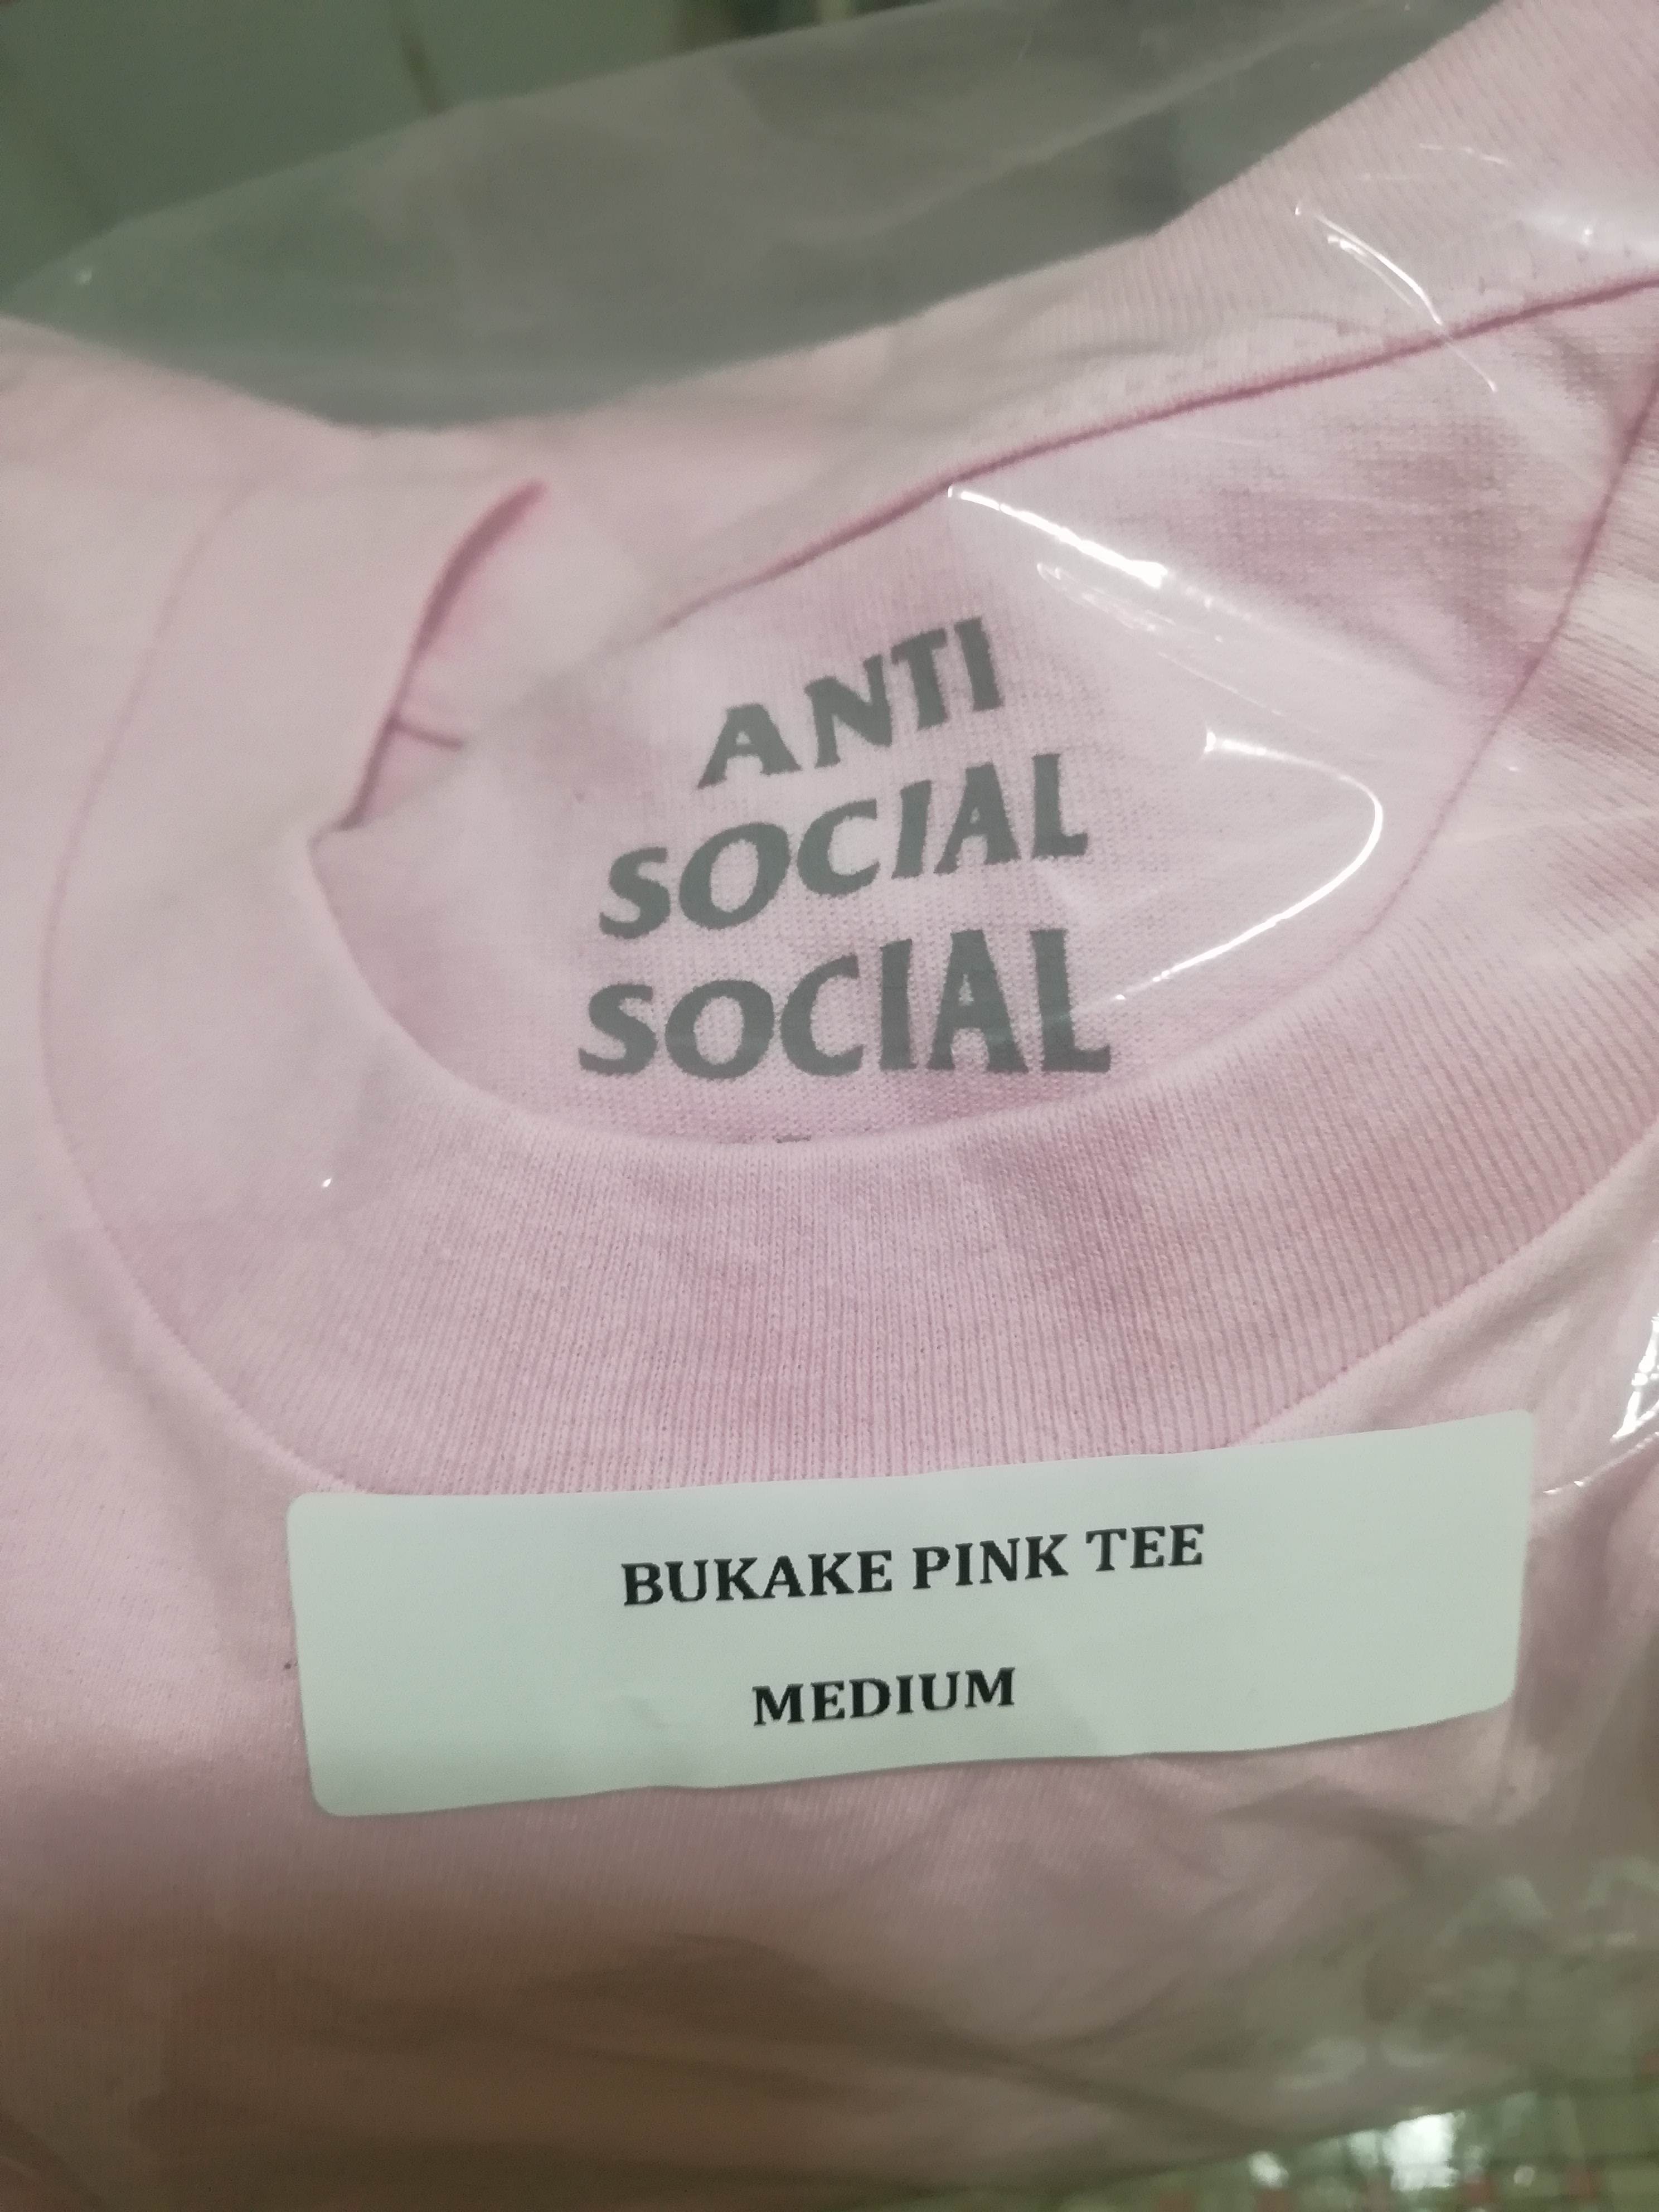 ANTI
SOCIAL
SOCIAL
BUKAKE PINK TEE
MEDIUM